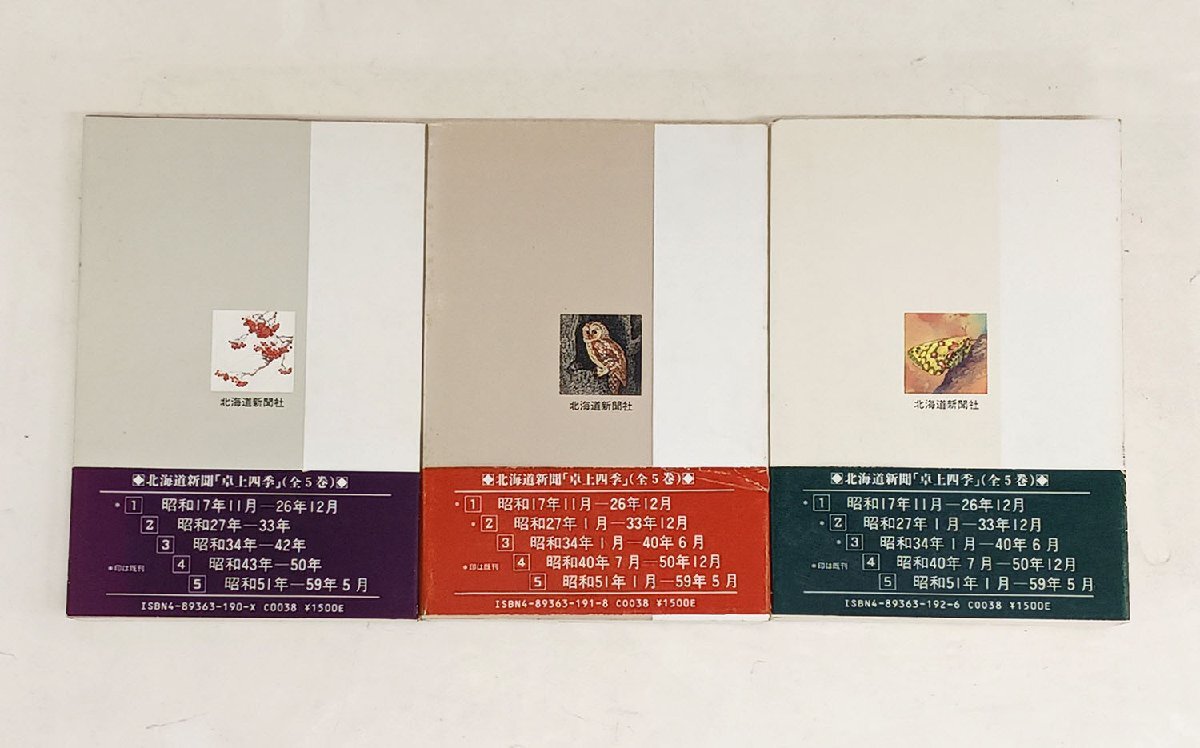 北海道新聞社
◆北海道新聞「卓上四季」(全5巻)◆
*1 昭和17年11月—26年12月
2 昭和27年—33年
3 昭和34年—42年
*印は既刊 4 昭和43年—50年
5 昭和51年—59年5月
ISBN4-89363-190-X C0038 ¥1500E
北海道新聞社
◆北海道新聞「卓上四季」(全5巻)◆
*1 昭和17年11月—26年12月
*2 昭和27年1月—33年12月
3 昭和34年1月—40年6月
*印は既刊 4 昭和40年7月—50年12月
5 昭和51年1月—59年5月
ISBN4-89363-191-8 C0038 ¥1500E
北海道新聞社
◆北海道新聞「卓上四季」(全5巻)◆
*1 昭和17年11月—26年12月
*2 昭和27年1月—33年12月
*3 昭和34年1月—40年6月
*印は既刊 4 昭和40年7月—50年12月
5 昭和51年1月—59年5月
ISBN4-89363-192-6 C0038 ¥1500E